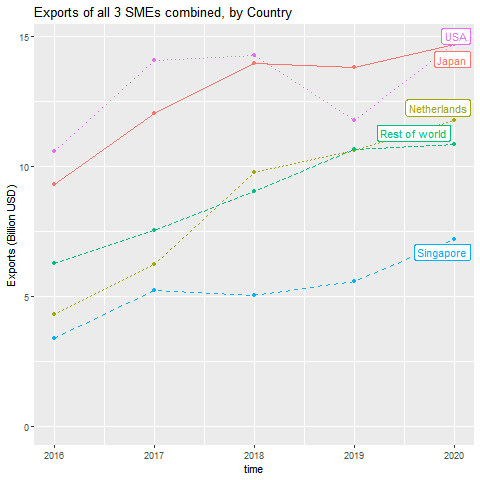 Exports of all 3 SMEs combined, by Country
Exports (Billion USD)
15
10
5
0
USA
Japan
Netherlands
Rest of world
Singapore
2016 2017 2018 2019 2020
time